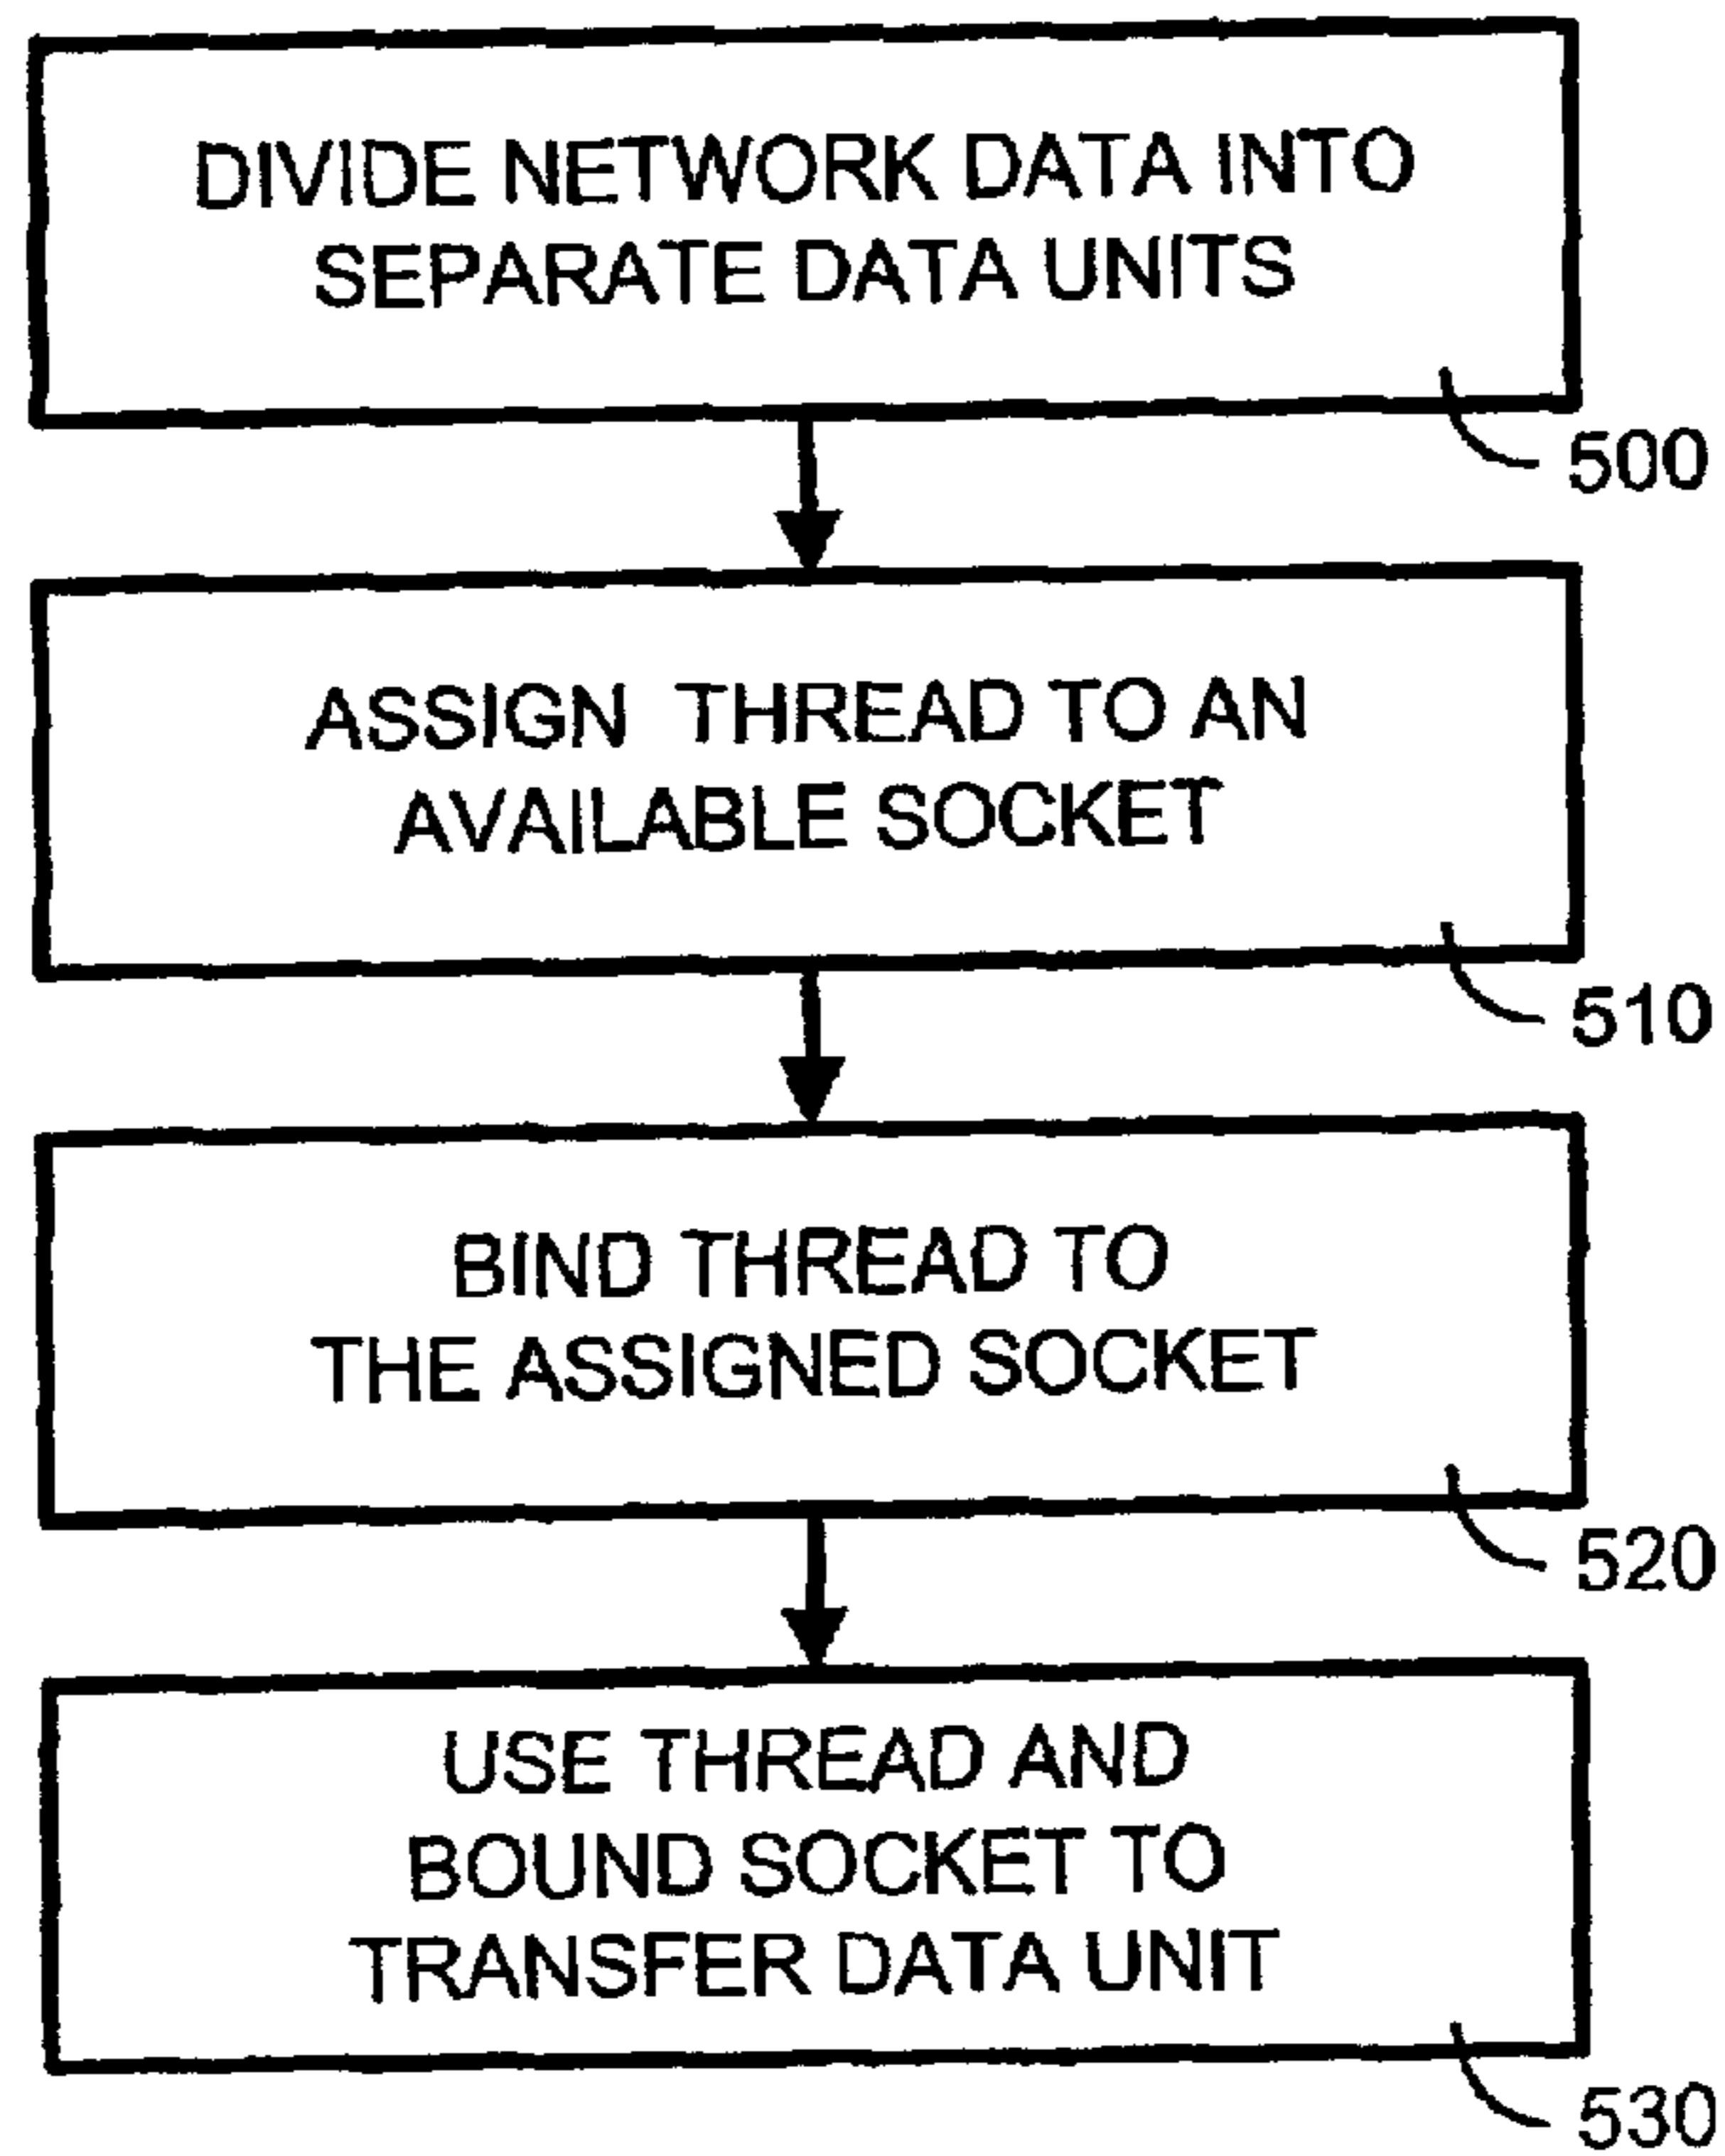 DIVIDE NETWORK DATA INTO
SEPARATE DATA UNITS
500
ASSIGN THREAD TO AN
AVAILABLE SOCKET
510
BIND THREAD TO
THE ASSIGNED SOCKET
520
USE THREAD AND
BOUND SOCKET TO
TRANSFER DATA UNIT
530